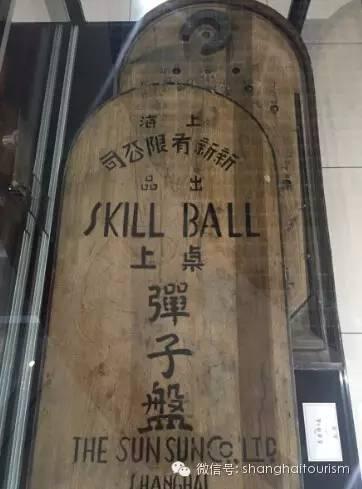 上海
新新有限公司
出品
SKILL BALL
桌上
彈子盤
THE SUN SUN CO. LTD
SHANGHAI
微信号: shanghaitourism